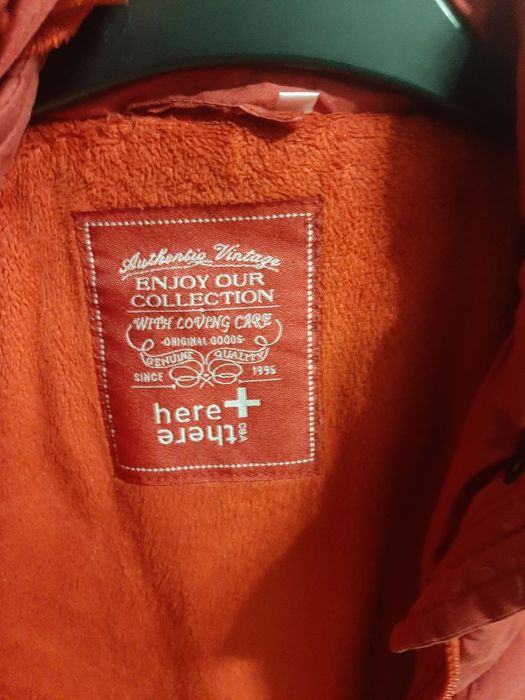 Authentic Vintage
ENJOY OUR
COLLECTION
WITH LOVING CARE
·ORIGINAL GOODS·
GENUINE QUALITY
SINCE 1995
here+
there
C&A